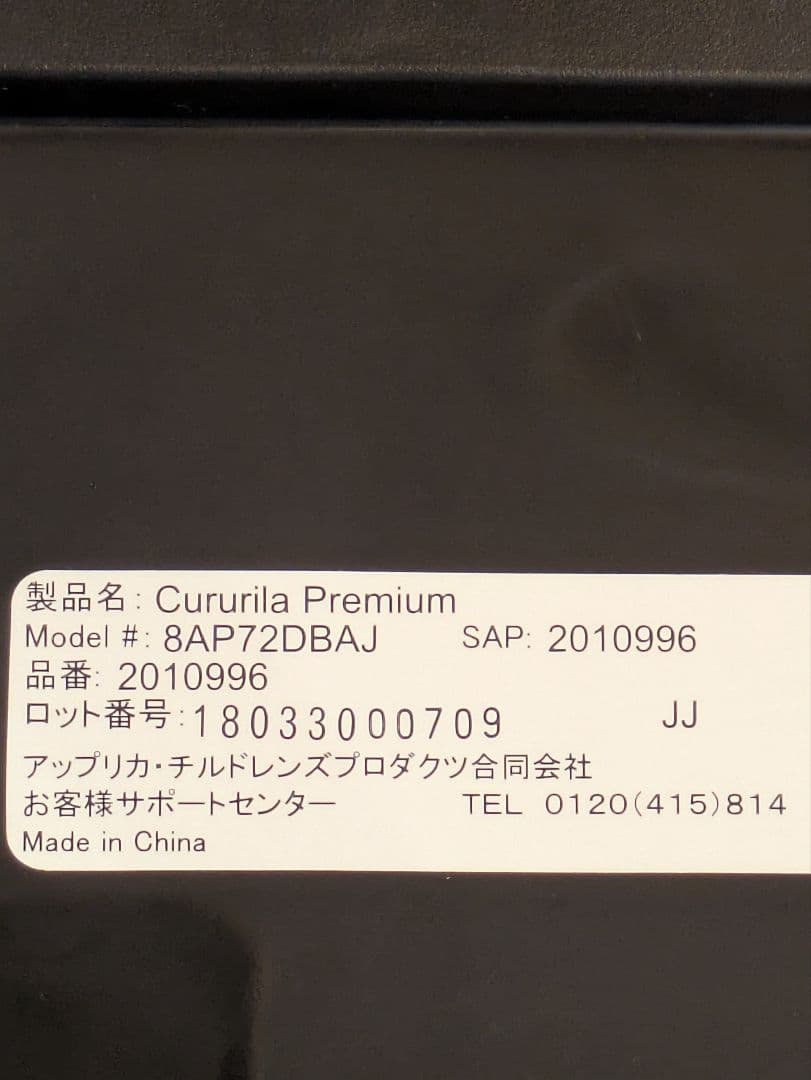 製品名: Cururila Premium
Model #: 8AP72DBAJ SAP: 2010996
品番: 2010996
ロット番号:18033000709 JJ
アップリカ・チルドレンズプロダクツ合同会社
お客様サポートセンター TEL 0120(415)814
Made in China